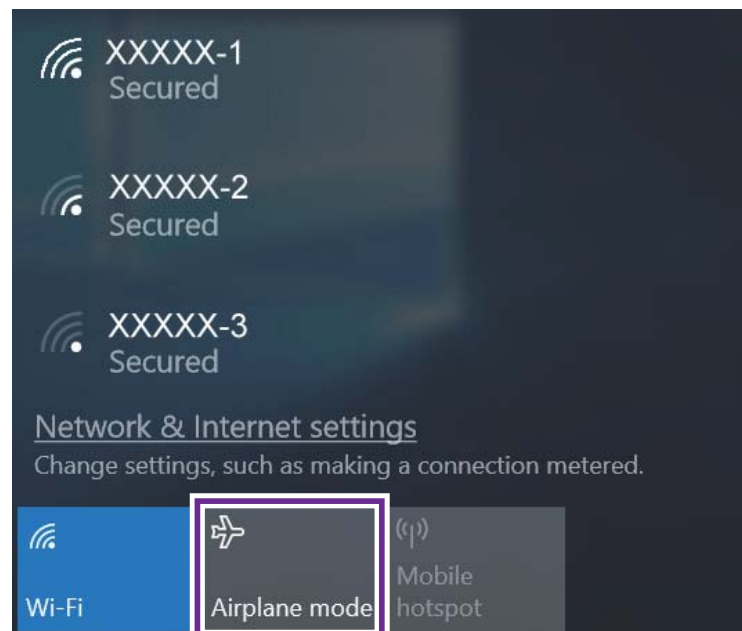 XXXXX-1
Secured
XXXXX-2
Secured
XXXXX-3
Secured
Network & Internet settings
Change settings, such as making a connection metered.
Wi-Fi
Airplane mode
Mobile
hotspot